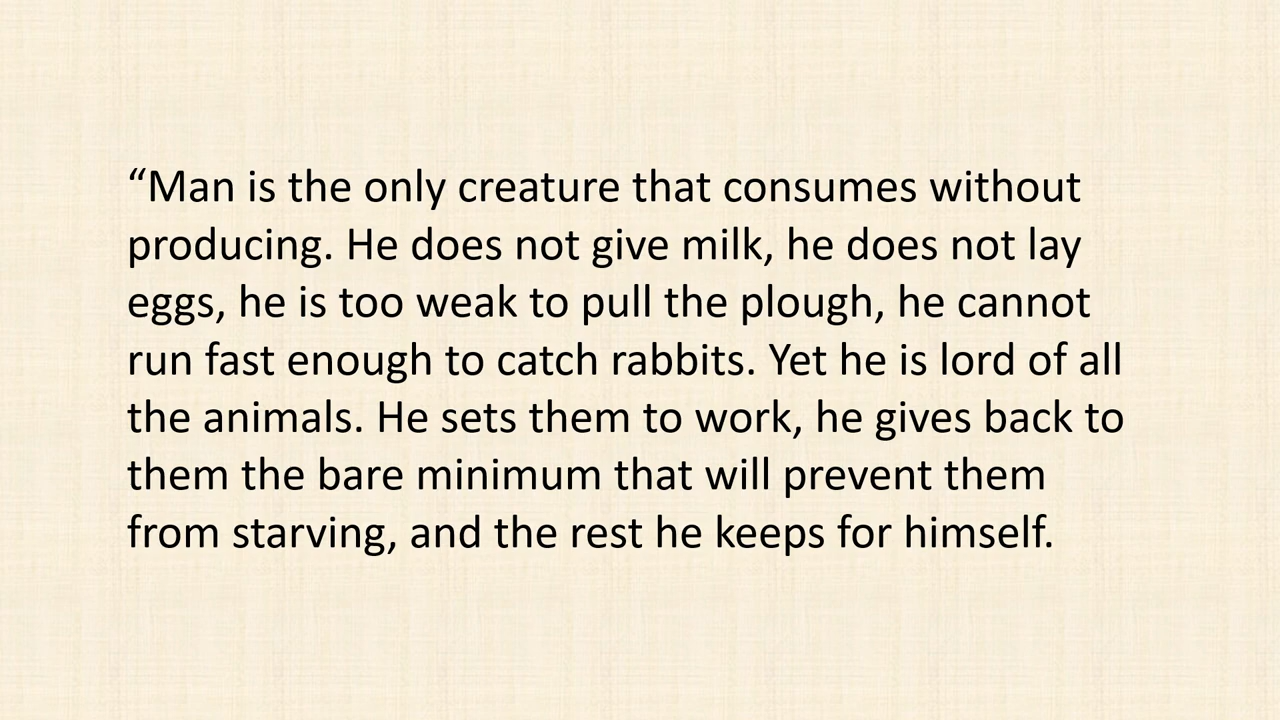 “Man is the only creature that consumes without
producing. He does not give milk, he does not lay
eggs, he is too weak to pull the plough, he cannot
run fast enough to catch rabbits. Yet he is lord of all
the animals. He sets them to work, he gives back to
them the bare minimum that will prevent them
from starving, and the rest he keeps for himself.